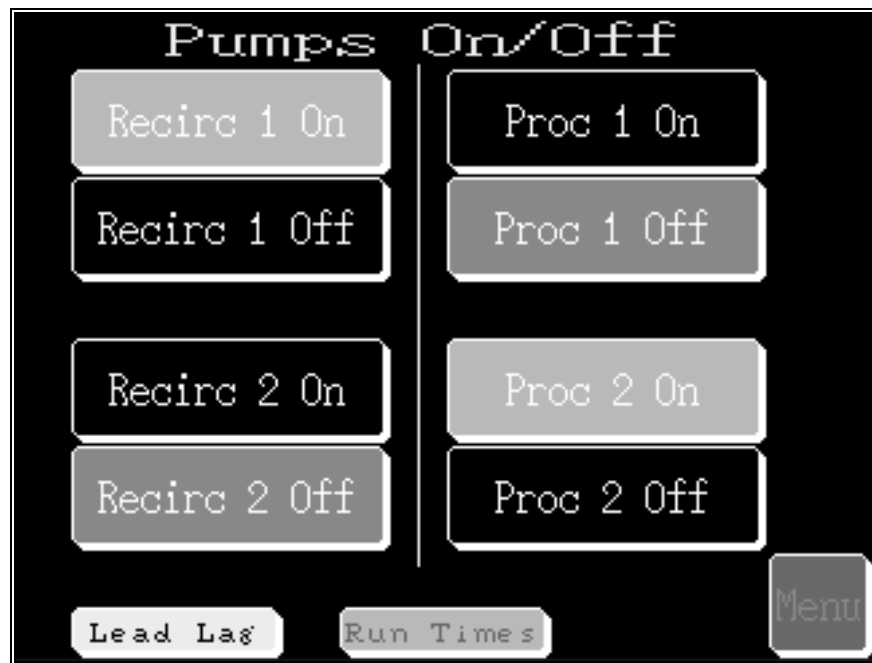 Pumps On/Off
Recirc 1 On
Recirc 1 Off
Recirc 2 On
Recirc 2 Off
Proc 1 On
Proc 1 Off
Proc 2 On
Proc 2 Off
Lead Lag
Run Times
Menu